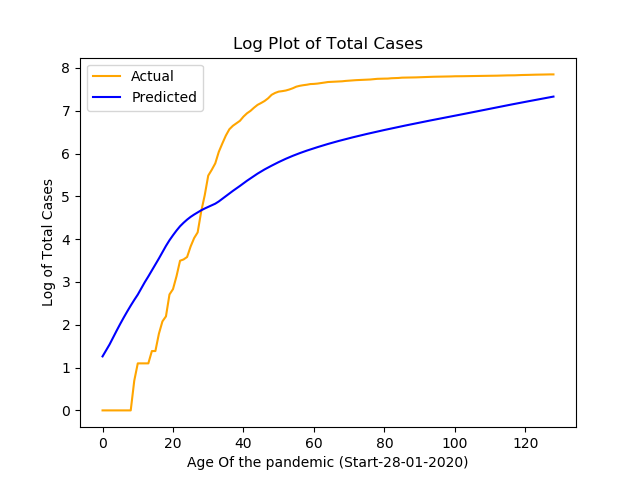 Log Plot of Total Cases
Actual
Predicted
Log of Total Cases
8
7
6
5
4
3
2
1
0
0 20 40 60 80 100 120
Age Of the pandemic (Start-28-01-2020)